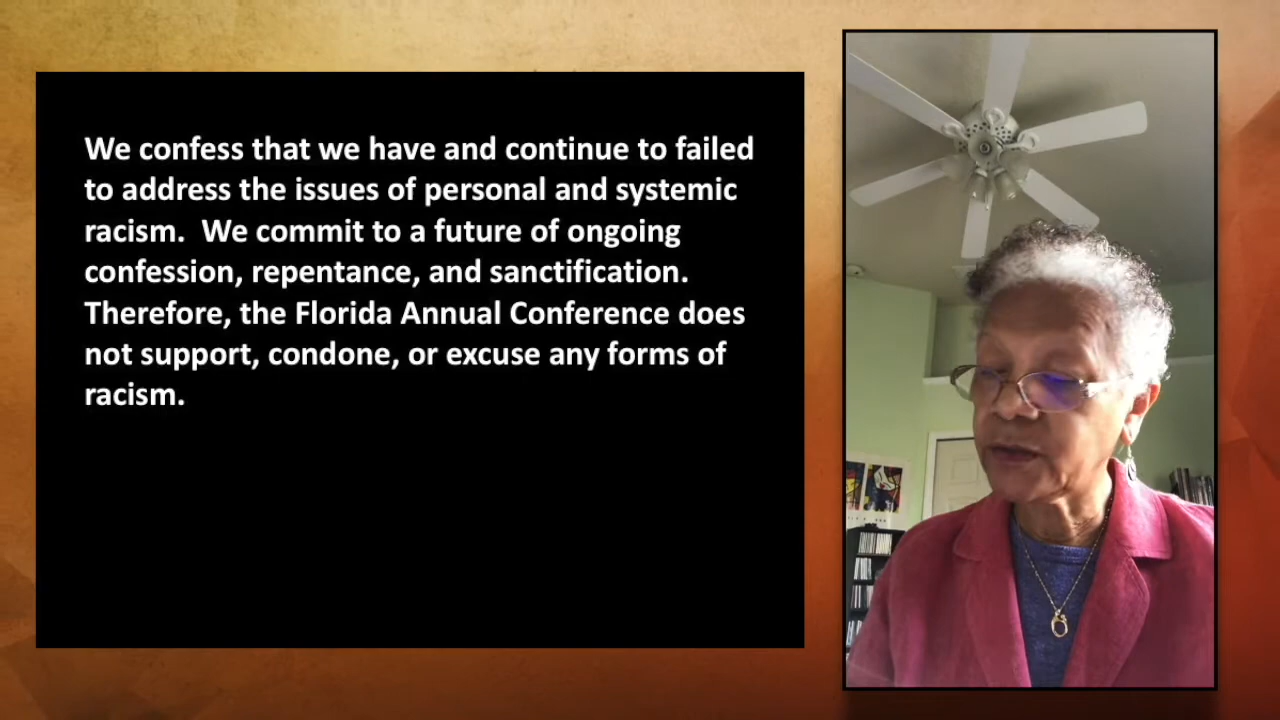 We confess that we have and continue to failed
to address the issues of personal and systemic
racism.  We commit to a future of ongoing
confession, repentance, and sanctification.
Therefore, the Florida Annual Conference does
not support, condone, or excuse any forms of
racism.